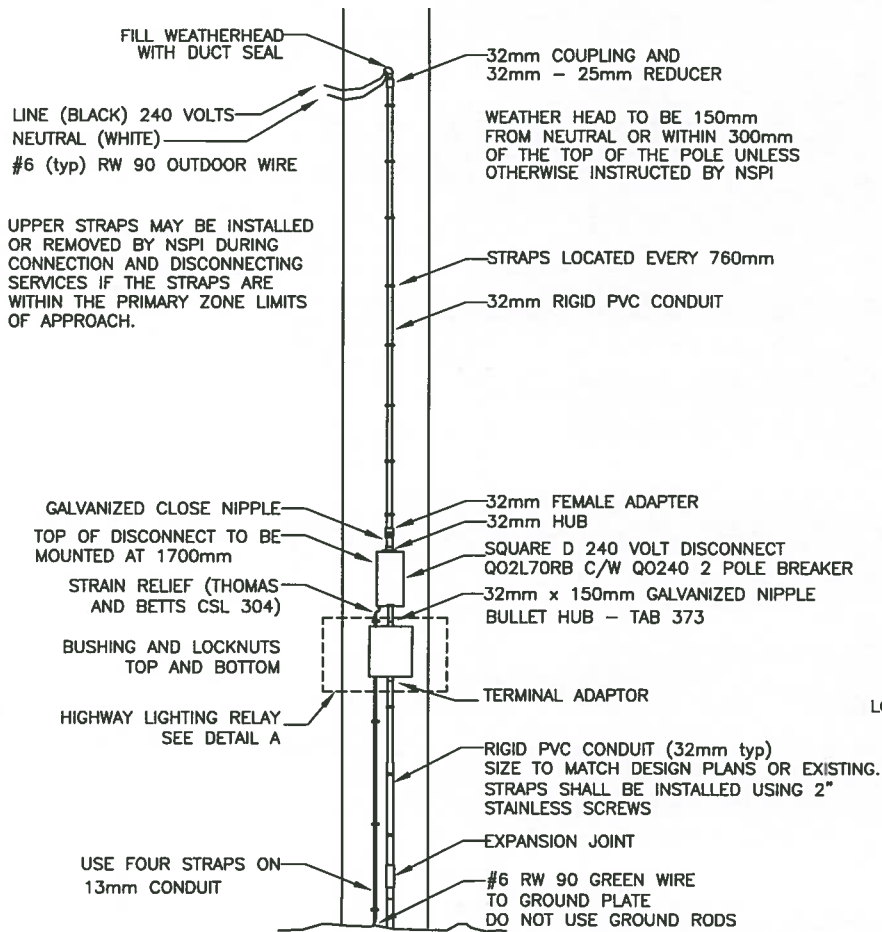 FILL WEATHERHEAD
WITH DUCT SEAL
LINE (BLACK) 240 VOLTS
NEUTRAL (WHITE)
#6 (typ) RW 90 OUTDOOR WIRE
UPPER STRAPS MAY BE INSTALLED
OR REMOVED BY NSPI DURING
CONNECTION AND DISCONNECTING
SERVICES IF THE STRAPS ARE
WITHIN THE PRIMARY ZONE LIMITS
OF APPROACH.
32mm COUPLING AND
32mm - 25mm REDUCER
WEATHER HEAD TO BE 150mm
FROM NEUTRAL OR WITHIN 300mm
OF THE TOP OF THE POLE UNLESS
OTHERWISE INSTRUCTED BY NSPI
STRAPS LOCATED EVERY 760mm
32mm RIGID PVC CONDUIT
GALVANIZED CLOSE NIPPLE
TOP OF DISCONNECT TO BE
MOUNTED AT 1700mm
STRAIN RELIEF (THOMAS
AND BETTS CSL 304)
BUSHING AND LOCKNUTS
TOP AND BOTTOM
HIGHWAY LIGHTING RELAY
SEE DETAIL A
32mm FEMALE ADAPTER
32mm HUB
SQUARE D 240 VOLT DISCONNECT
QO2L70RB C/W QO240 2 POLE BREAKER
32mm x 150mm GALVANIZED NIPPLE
BULLET HUB - TAB 373
TERMINAL ADAPTOR
RIGID PVC CONDUIT (32mm typ)
SIZE TO MATCH DESIGN PLANS OR EXISTING.
STRAPS SHALL BE INSTALLED USING 2"
STAINLESS SCREWS
EXPANSION JOINT
USE FOUR STRAPS ON
13mm CONDUIT
#6 RW 90 GREEN WIRE
TO GROUND PLATE
DO NOT USE GROUND RODS